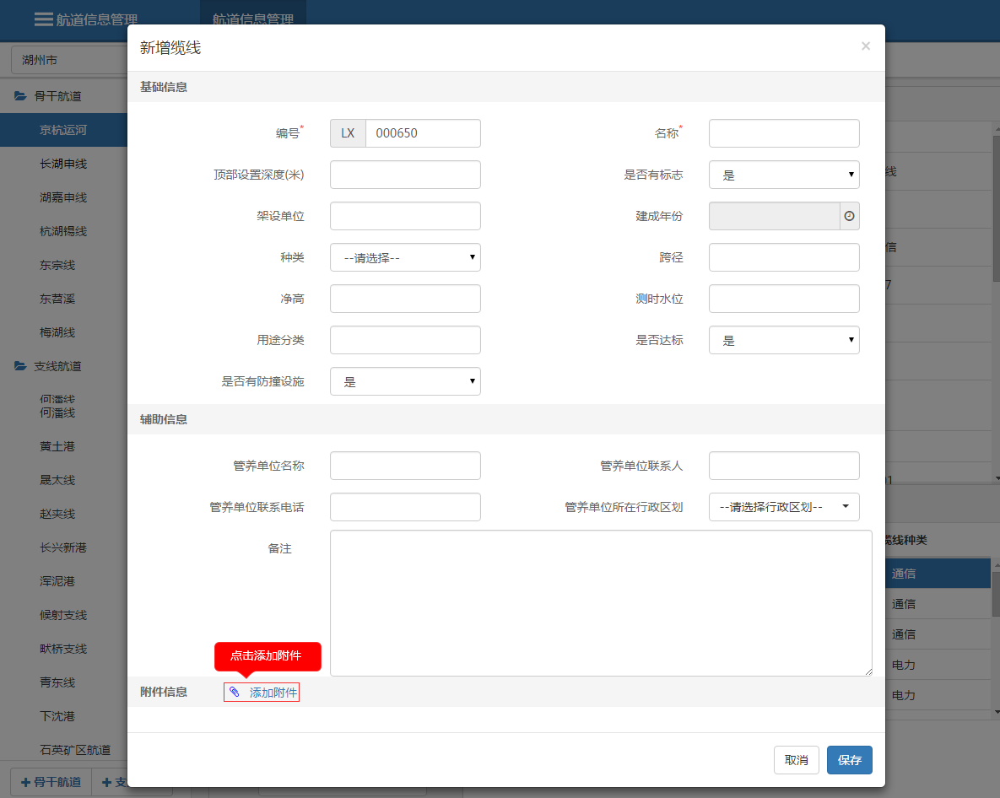 航道信息管理 航道信息管理
湖州市
骨干航道
京杭运河
长湖申线
湖嘉申线
杭湖锡线
东宗线
东苕溪
梅湖线
支线航道
何潘线
何潘线
黄土港
晟太线
赵夹线
长兴新港
浑泥港
候射支线
畎桥支线
青东线
下沈港
石英矿区航道
骨干航道 支
新增缆线 ×
基础信息
编号* LX 000650 名称*
顶部设置深度(米) 是否有标志 是
架设单位 建成年份
种类 --请选择-- 跨径
净高 测时水位
用途分类 是否达标 是
是否有防撞设施 是
辅助信息
管养单位名称 管养单位联系人
管养单位联系电话 管养单位所在行政区划 --请选择行政区划--
备注
点击添加附件
附件信息 添加附件
取消 保存
线
信
7
01
缆线种类
通信
通信
通信
电力
电力